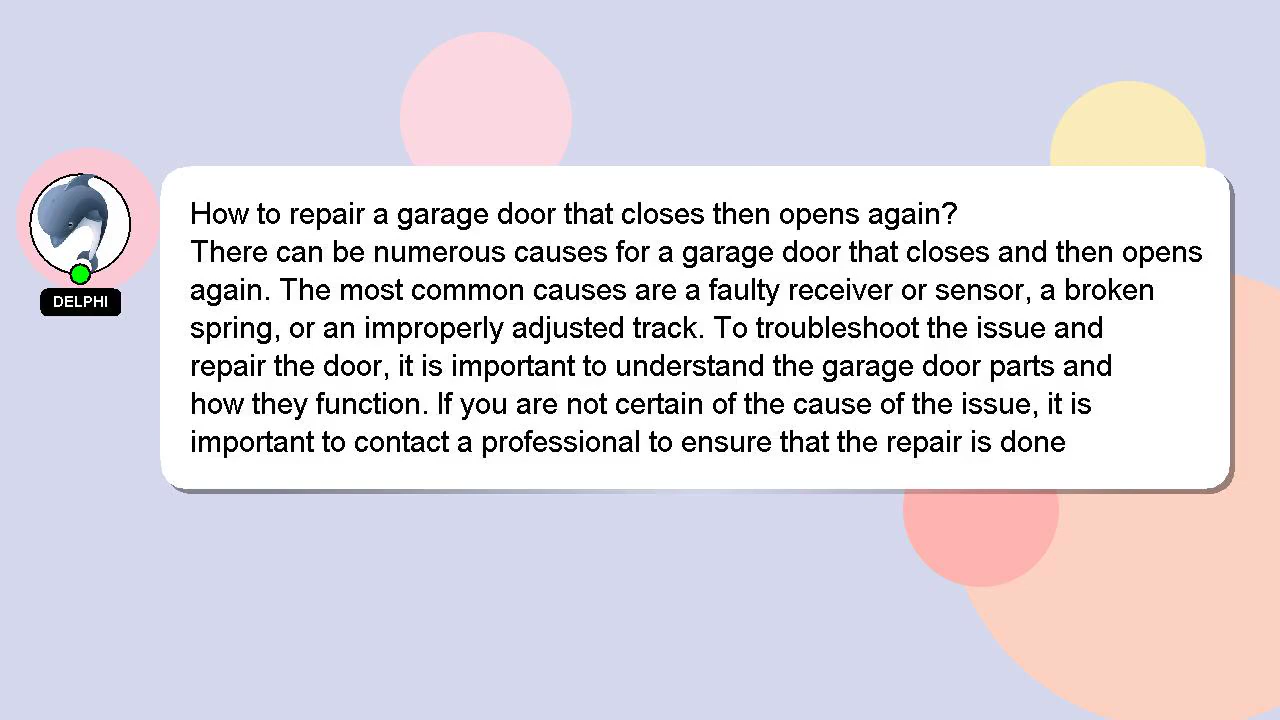 How to repair a garage door that closes then opens again?
There can be numerous causes for a garage door that closes and then opens
again. The most common causes are a faulty receiver or sensor, a broken
spring, or an improperly adjusted track. To troubleshoot the issue and
repair the door, it is important to understand the garage door parts and
how they function. If you are not certain of the cause of the issue, it is
important to contact a professional to ensure that the repair is done
DELPHI